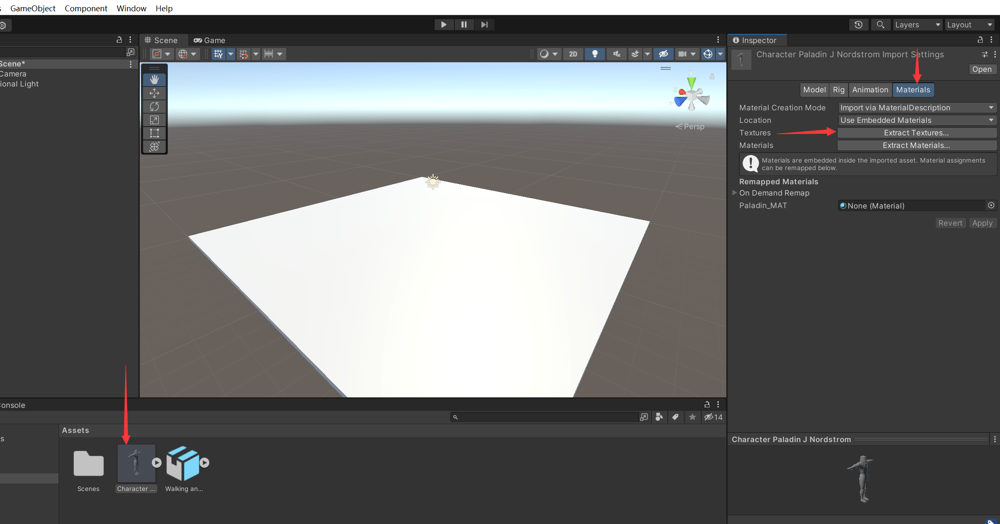 s GameObject Component Window Help
Layers Layout
Scene Game Inspector
2D
Scene*
Camera
ional Light
y
x
z
Persp
Character Paladin J Nordstrom Import Settings
Open
Model Rig Animation Materials
Material Creation Mode Import via MaterialDescription
Location Use Embedded Materials
Textures Extract Textures...
Materials Extract Materials...
Materials are embedded inside the imported asset. Material assignments
can be remapped below.
Remapped Materials
On Demand Remap
Paladin_MAT None (Material)
Revert Apply
Console
14
s
Assets
Scenes Character ... Walking an...
Character Paladin J Nordstrom